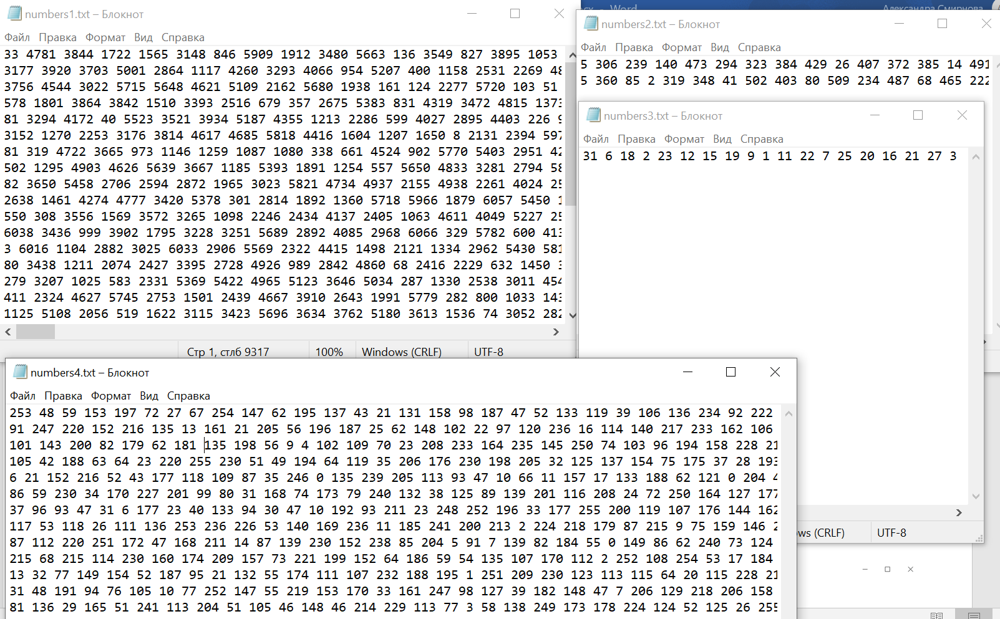 numbers1.txt – Блокнот
Файл Правка Формат Вид Справка
33 4781 3844 1722 1565 3148 846 5909 1912 3480 5663 136 3549 827 3895 1053
3177 3920 3703 5001 2864 1117 4260 3293 4066 954 5207 400 1158 2531 2269
3756 4544 3022 5715 5648 4621 5109 2162 5680 1938 161 124 2277 5720 103 51
578 1801 3864 3842 1510 3393 2516 679 357 2675 5383 831 4319 3472 4815 1373
81 3294 4172 40 5523 3521 3934 5187 4355 1213 2286 599 4027 2895 4403 226
3152 1270 2253 3176 3814 4617 4685 5818 4416 1604 1207 1650 8 2131 2394 597
81 319 4722 3665 973 1146 1259 1087 1080 338 661 4524 902 5770 5403 2951
502 1295 4903 4626 5639 3667 1185 5393 1891 1254 557 5650 4833 3281 2794
82 3650 5458 2706 2594 2872 1965 3023 5821 4734 4937 2155 4938 2261 4024
2638 1461 4274 4777 3420 5378 301 2814 1892 1360 5718 5966 1879 6057 5450
550 308 3556 1569 3572 3265 1098 2246 2434 4137 2405 1063 4611 4049 5227
6038 3436 999 3902 1795 3228 3251 5689 2892 4085 2968 6066 329 5782 600 413
3 6016 1104 2882 3025 6033 2906 5569 2322 4415 1498 2121 1334 2962 5430 581
80 3438 1211 2074 2427 3395 2728 4926 989 2842 4860 68 2416 2229 632 1450
279 3207 1025 583 2331 5369 5422 4965 5123 3646 5034 287 1330 2538 3011 454
411 2324 4627 5745 2753 1501 2439 4667 3910 2643 1991 5779 282 800 1033 143
1125 5108 2056 519 1622 3115 3423 5696 3634 3762 5180 3613 1536 74 3052 282
Стр 1, стлб 9317 100% Windows (CRLF) UTF-8
Word
Александра Смирнова
numbers2.txt – Блокнот
Файл Правка Формат Вид Справка
5 306 239 140 473 294 323 384 429 26 407 372 385 14 491
5 360 85 2 319 348 41 502 403 80 509 234 487 68 465 222
numbers3.txt – Блокнот
Файл Правка Формат Вид Справка
31 6 18 2 23 12 15 19 9 1 11 22 7 25 20 16 21 27 3
ws (CRLF) UTF-8
numbers4.txt – Блокнот
Файл Правка Формат Вид Справка
253 48 59 153 197 72 27 67 254 147 62 195 137 43 21 131 158 98 187 47 52 133 119 39 106 136 234 92 222
91 247 220 152 216 135 13 161 21 205 56 196 187 25 62 148 102 22 97 120 236 16 114 140 217 233 162 106
101 143 200 82 179 62 181 135 198 56 9 4 102 109 70 23 208 233 164 235 145 250 74 103 96 194 158 228 21
105 42 188 63 64 23 220 255 230 51 49 194 64 119 35 206 176 230 198 205 32 125 137 154 75 175 37 28 193
6 21 152 216 52 43 177 118 109 87 35 246 0 135 239 205 113 93 47 10 66 11 157 17 133 188 62 121 0 204
86 59 230 34 170 227 201 99 80 31 168 74 173 79 240 132 38 125 89 139 201 116 208 24 72 250 164 127 177
37 96 93 47 31 6 177 23 40 133 94 30 47 10 192 93 211 23 248 252 196 33 177 255 200 119 107 176 144 162
117 53 118 26 111 136 253 236 226 53 140 169 236 11 185 241 200 213 2 224 218 179 87 215 9 75 159 146 2
87 112 220 251 172 47 168 211 14 87 139 230 152 238 85 204 5 91 7 139 82 184 55 0 149 86 62 240 73 124
215 68 215 114 230 160 174 209 157 73 221 199 152 64 186 59 54 135 107 170 112 2 252 108 254 53 17 184
13 32 77 149 154 52 187 95 21 132 55 174 111 107 232 188 195 1 251 209 230 123 113 115 64 20 115 228 21
31 48 191 94 76 105 10 77 252 147 55 219 153 170 33 161 247 98 127 39 182 148 47 7 206 129 218 206 158
81 136 29 165 51 241 113 204 51 105 46 148 46 214 229 113 77 3 58 138 249 173 178 224 124 52 125 26 255